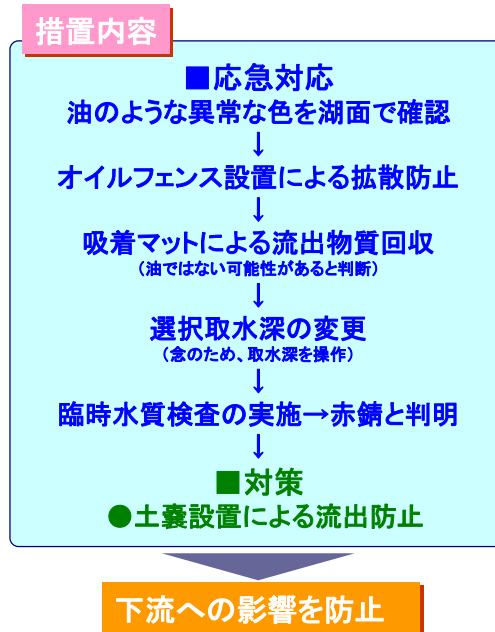 措置内容
■応急対応
油のような異常な色を湖面で確認
↓
オイルフェンス設置による拡散防止
↓
吸着マットによる流出物質回収
（油ではない可能性があると判断）
↓
選択取水深の変更
（念のため、取水深を操作）
↓
臨時水質検査の実施→赤錆と判明
↓
■対策
●土嚢設置による流出防止
下流への影響を防止